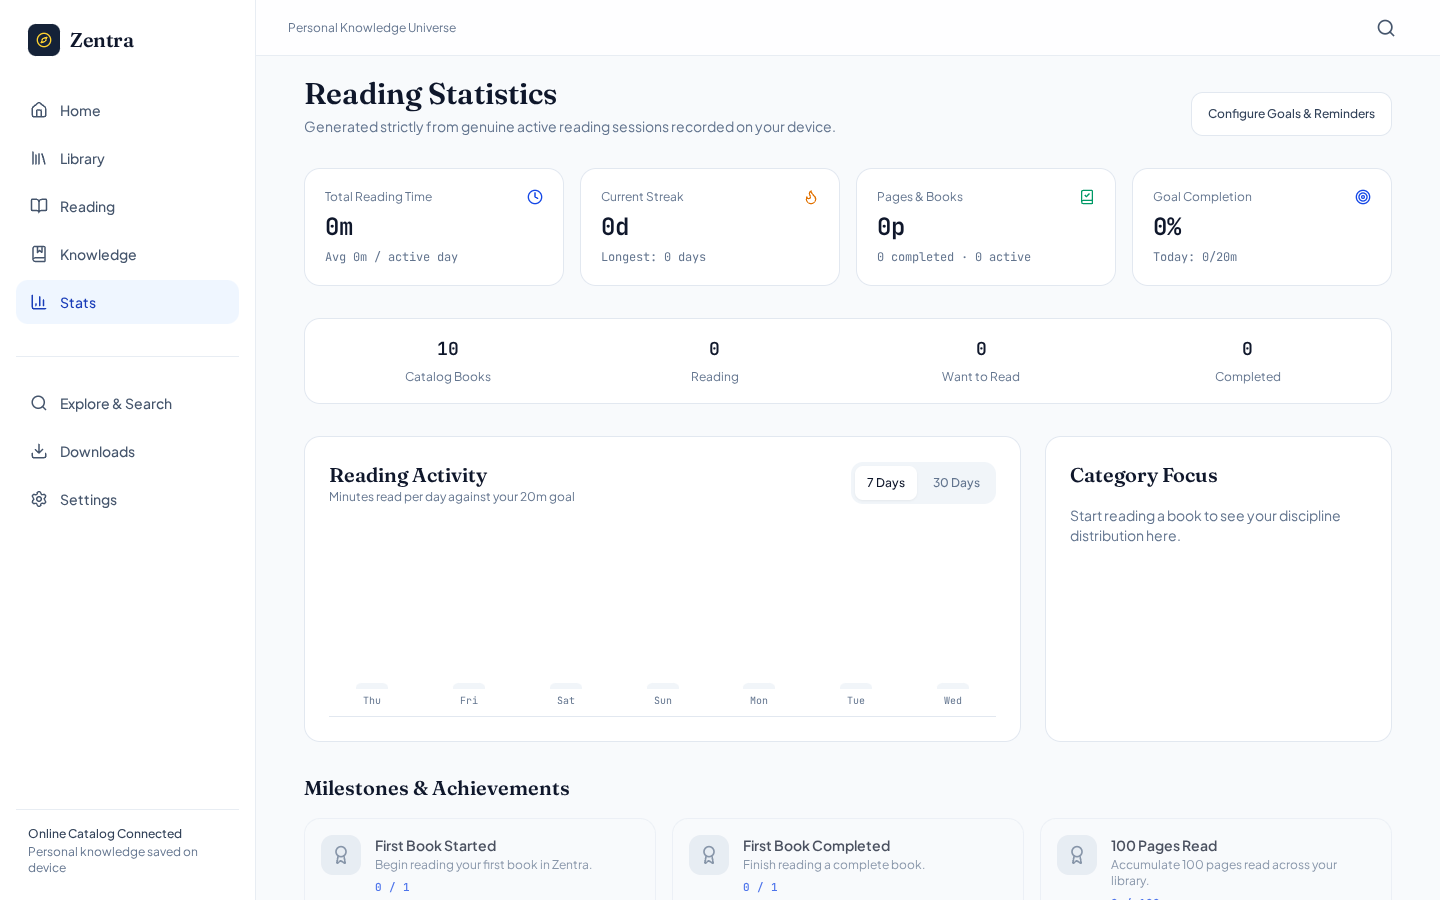 Zentra
Personal Knowledge Universe
Home
Library
Reading
Knowledge
Stats
Explore & Search
Downloads
Settings
Online Catalog Connected
Personal knowledge saved on
device
Reading Statistics
Generated strictly from genuine active reading sessions recorded on your device.
Configure Goals & Reminders
Total Reading Time
0m
Avg 0m / active day
Current Streak
0d
Longest: 0 days
Pages & Books
0p
0 completed · 0 active
Goal Completion
0%
Today: 0/20m
10
Catalog Books
0
Reading
0
Want to Read
0
Completed
Reading Activity
Minutes read per day against your 20m goal
7 Days
30 Days
Thu
Fri
Sat
Sun
Mon
Tue
Wed
Category Focus
Start reading a book to see your discipline
distribution here.
Milestones & Achievements
First Book Started
Begin reading your first book in Zentra.
0 / 1
First Book Completed
Finish reading a complete book.
0 / 1
100 Pages Read
Accumulate 100 pages read across your
library.